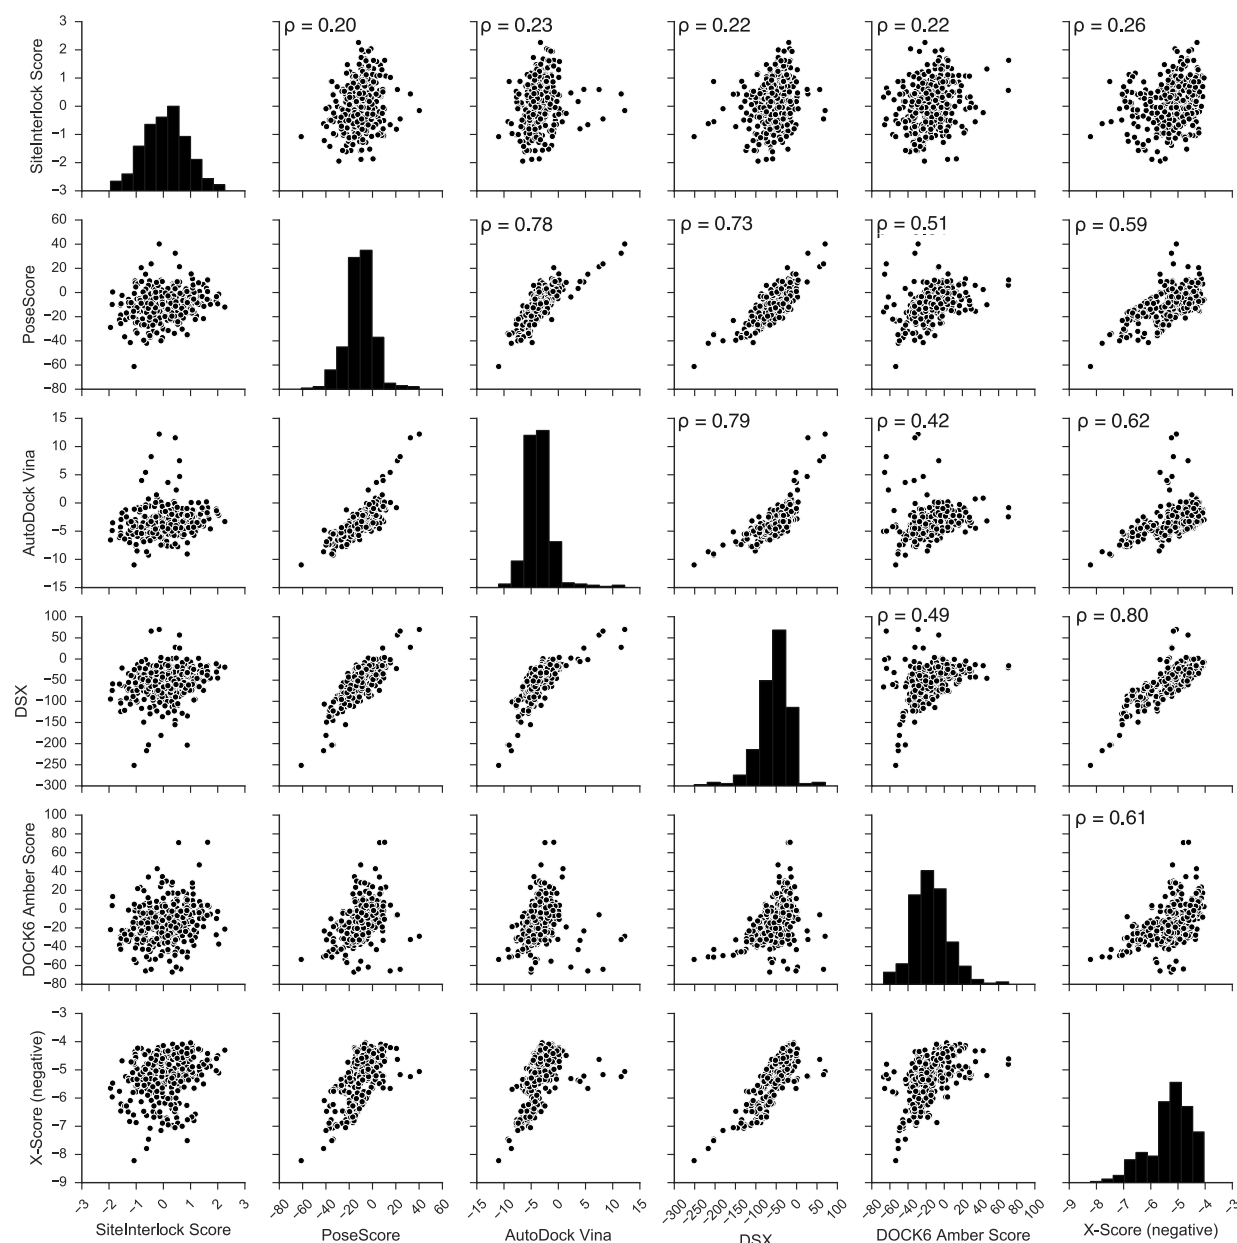 3
2
1
0
−1
−2
−3
SiteInterlock Score
ρ = 0.20
ρ = 0.23
ρ = 0.22
ρ = 0.22
ρ = 0.26
60
40
20
0
−20
−40
−60
−80
PoseScore
ρ = 0.78
ρ = 0.73
ρ = 0.51
ρ = 0.59
15
10
5
0
−5
−10
−15
AutoDock Vina
ρ = 0.79
ρ = 0.42
ρ = 0.62
100
50
0
−50
−100
−150
−200
−250
−300
DSX
ρ = 0.49
ρ = 0.80
100
80
60
40
20
0
−20
−40
−60
−80
DOCK6 Amber Score
ρ = 0.61
−3
−4
−5
−6
−7
−8
−9
X-Score (negative)
−3 −2 −1 0 1 2 3
SiteInterlock Score
−80 −60 −40 −20 0 20 40 60
PoseScore
−15 −10 −5 0 5 10 15
AutoDock Vina
−300 −250 −200 −150 −100 −50 0 50 100
DSX
−80 −60 −40 −20 0 20 40 60 80 100
DOCK6 Amber Score
−9 −8 −7 −6 −5 −4 −3
X-Score (negative)